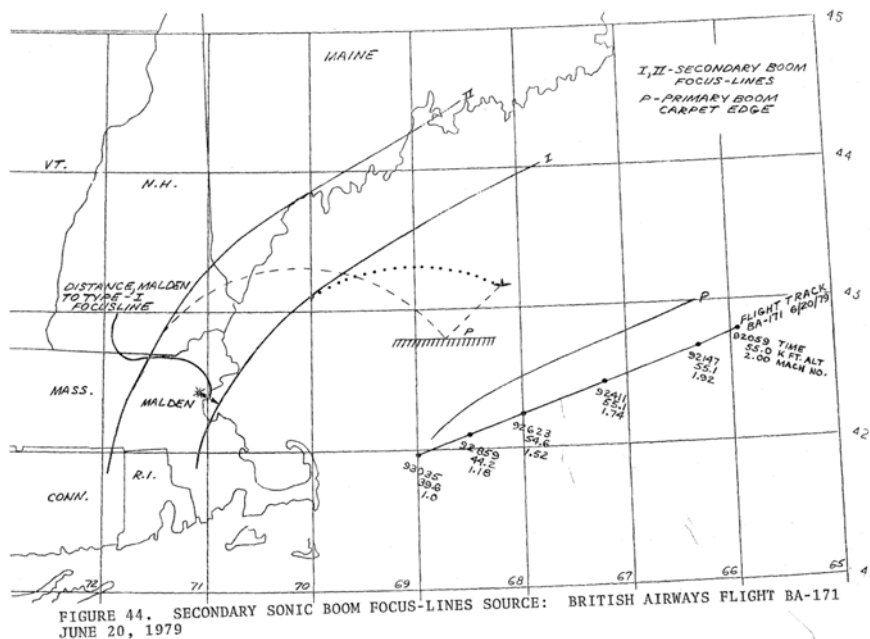 45
MAINE
I, II-SECONDARY BOOM
FOCUS-LINES
P-PRIMARY BOOM
CARPET EDGE
II
I
44
VT.
N.H.
DISTANCE, MALDEN
TO TYPE-I
FOCUSLINE
P
P
43
FLIGHT TRACK
BA-171 6/20/79
92059 TIME
55.0 K FT. ALT
2.00 MACH NO.
92147
55.1
1.92
92411
55.1
1.74
92623
54.6
1.52
92859
44.2
1.18
93035
39.8
1.0
MASS.
MALDEN
42
CONN.
R.I.
72
71
70
69
68
67
66
65
4
FIGURE 44. SECONDARY SONIC BOOM FOCUS-LINES SOURCE: BRITISH AIRWAYS FLIGHT BA-171
JUNE 20, 1979